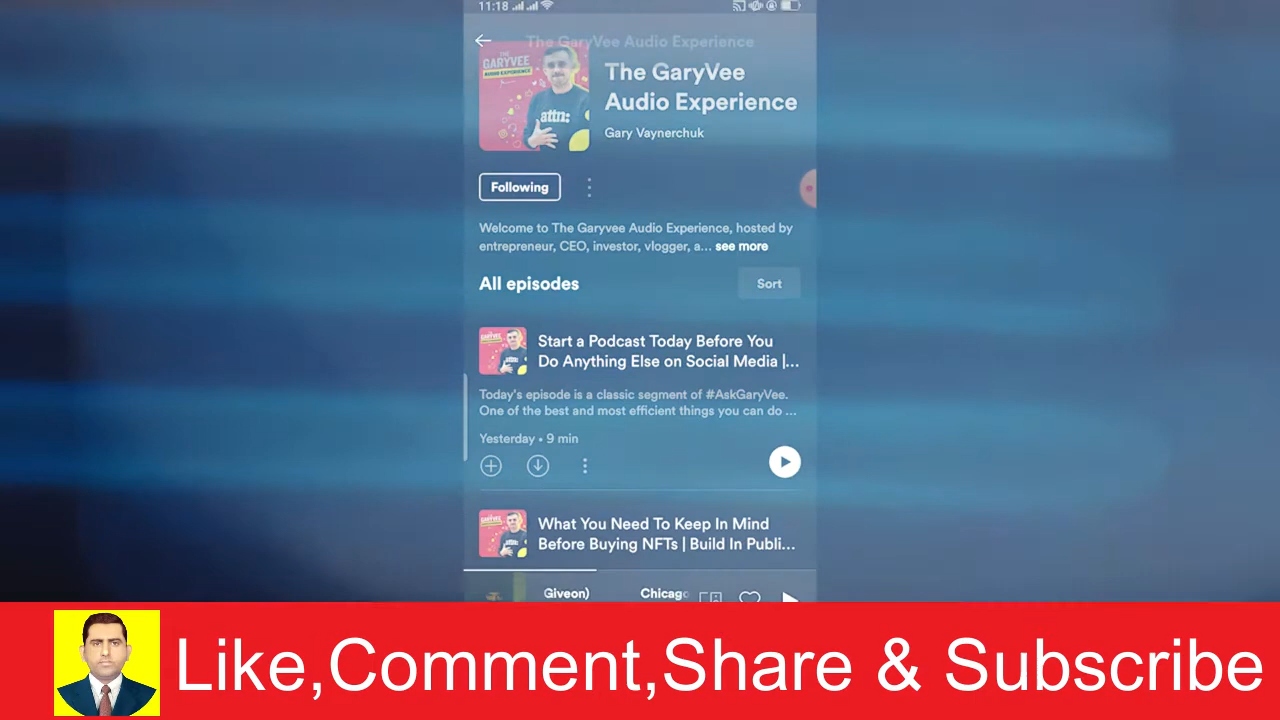 11:18
The GaryVee Audio Experience
THE
GARYVEE
AUDIO EXPERIENCE
attn:
The GaryVee
Audio Experience
Gary Vaynerchuk
Following
Welcome to The Garyvee Audio Experience, hosted by
entrepreneur, CEO, investor, vlogger, a... see more
All episodes
Sort
Start a Podcast Today Before You
Do Anything Else on Social Media |...
Today's episode is a classic segment of #AskGaryVee.
One of the best and most efficient things you can do ...
Yesterday • 9 min
What You Need To Keep In Mind
Before Buying NFTs | Build In Publi...
Giveon) Chicago
Like,Comment,Share & Subscribe